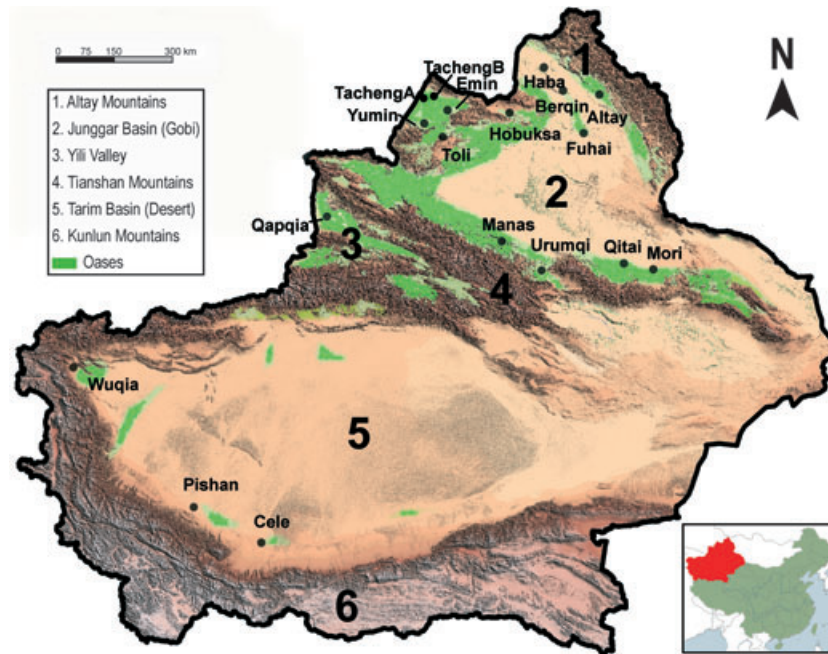 0 75 150 300 km
N
1. Altay Mountains
2. Junggar Basin (Gobi)
3. Yili Valley
4. Tianshan Mountains
5. Tarim Basin (Desert)
6. Kunlun Mountains
Oases
1
TachengB
Haba
Emin
TachengA
Berqin
Altay
Yumin
Hobuksa
Toli
Fuhai
2
Qapqia
3
Manas
Urumqi
Qitai
Mori
4
Wuqia
5
Pishan
Cele
6